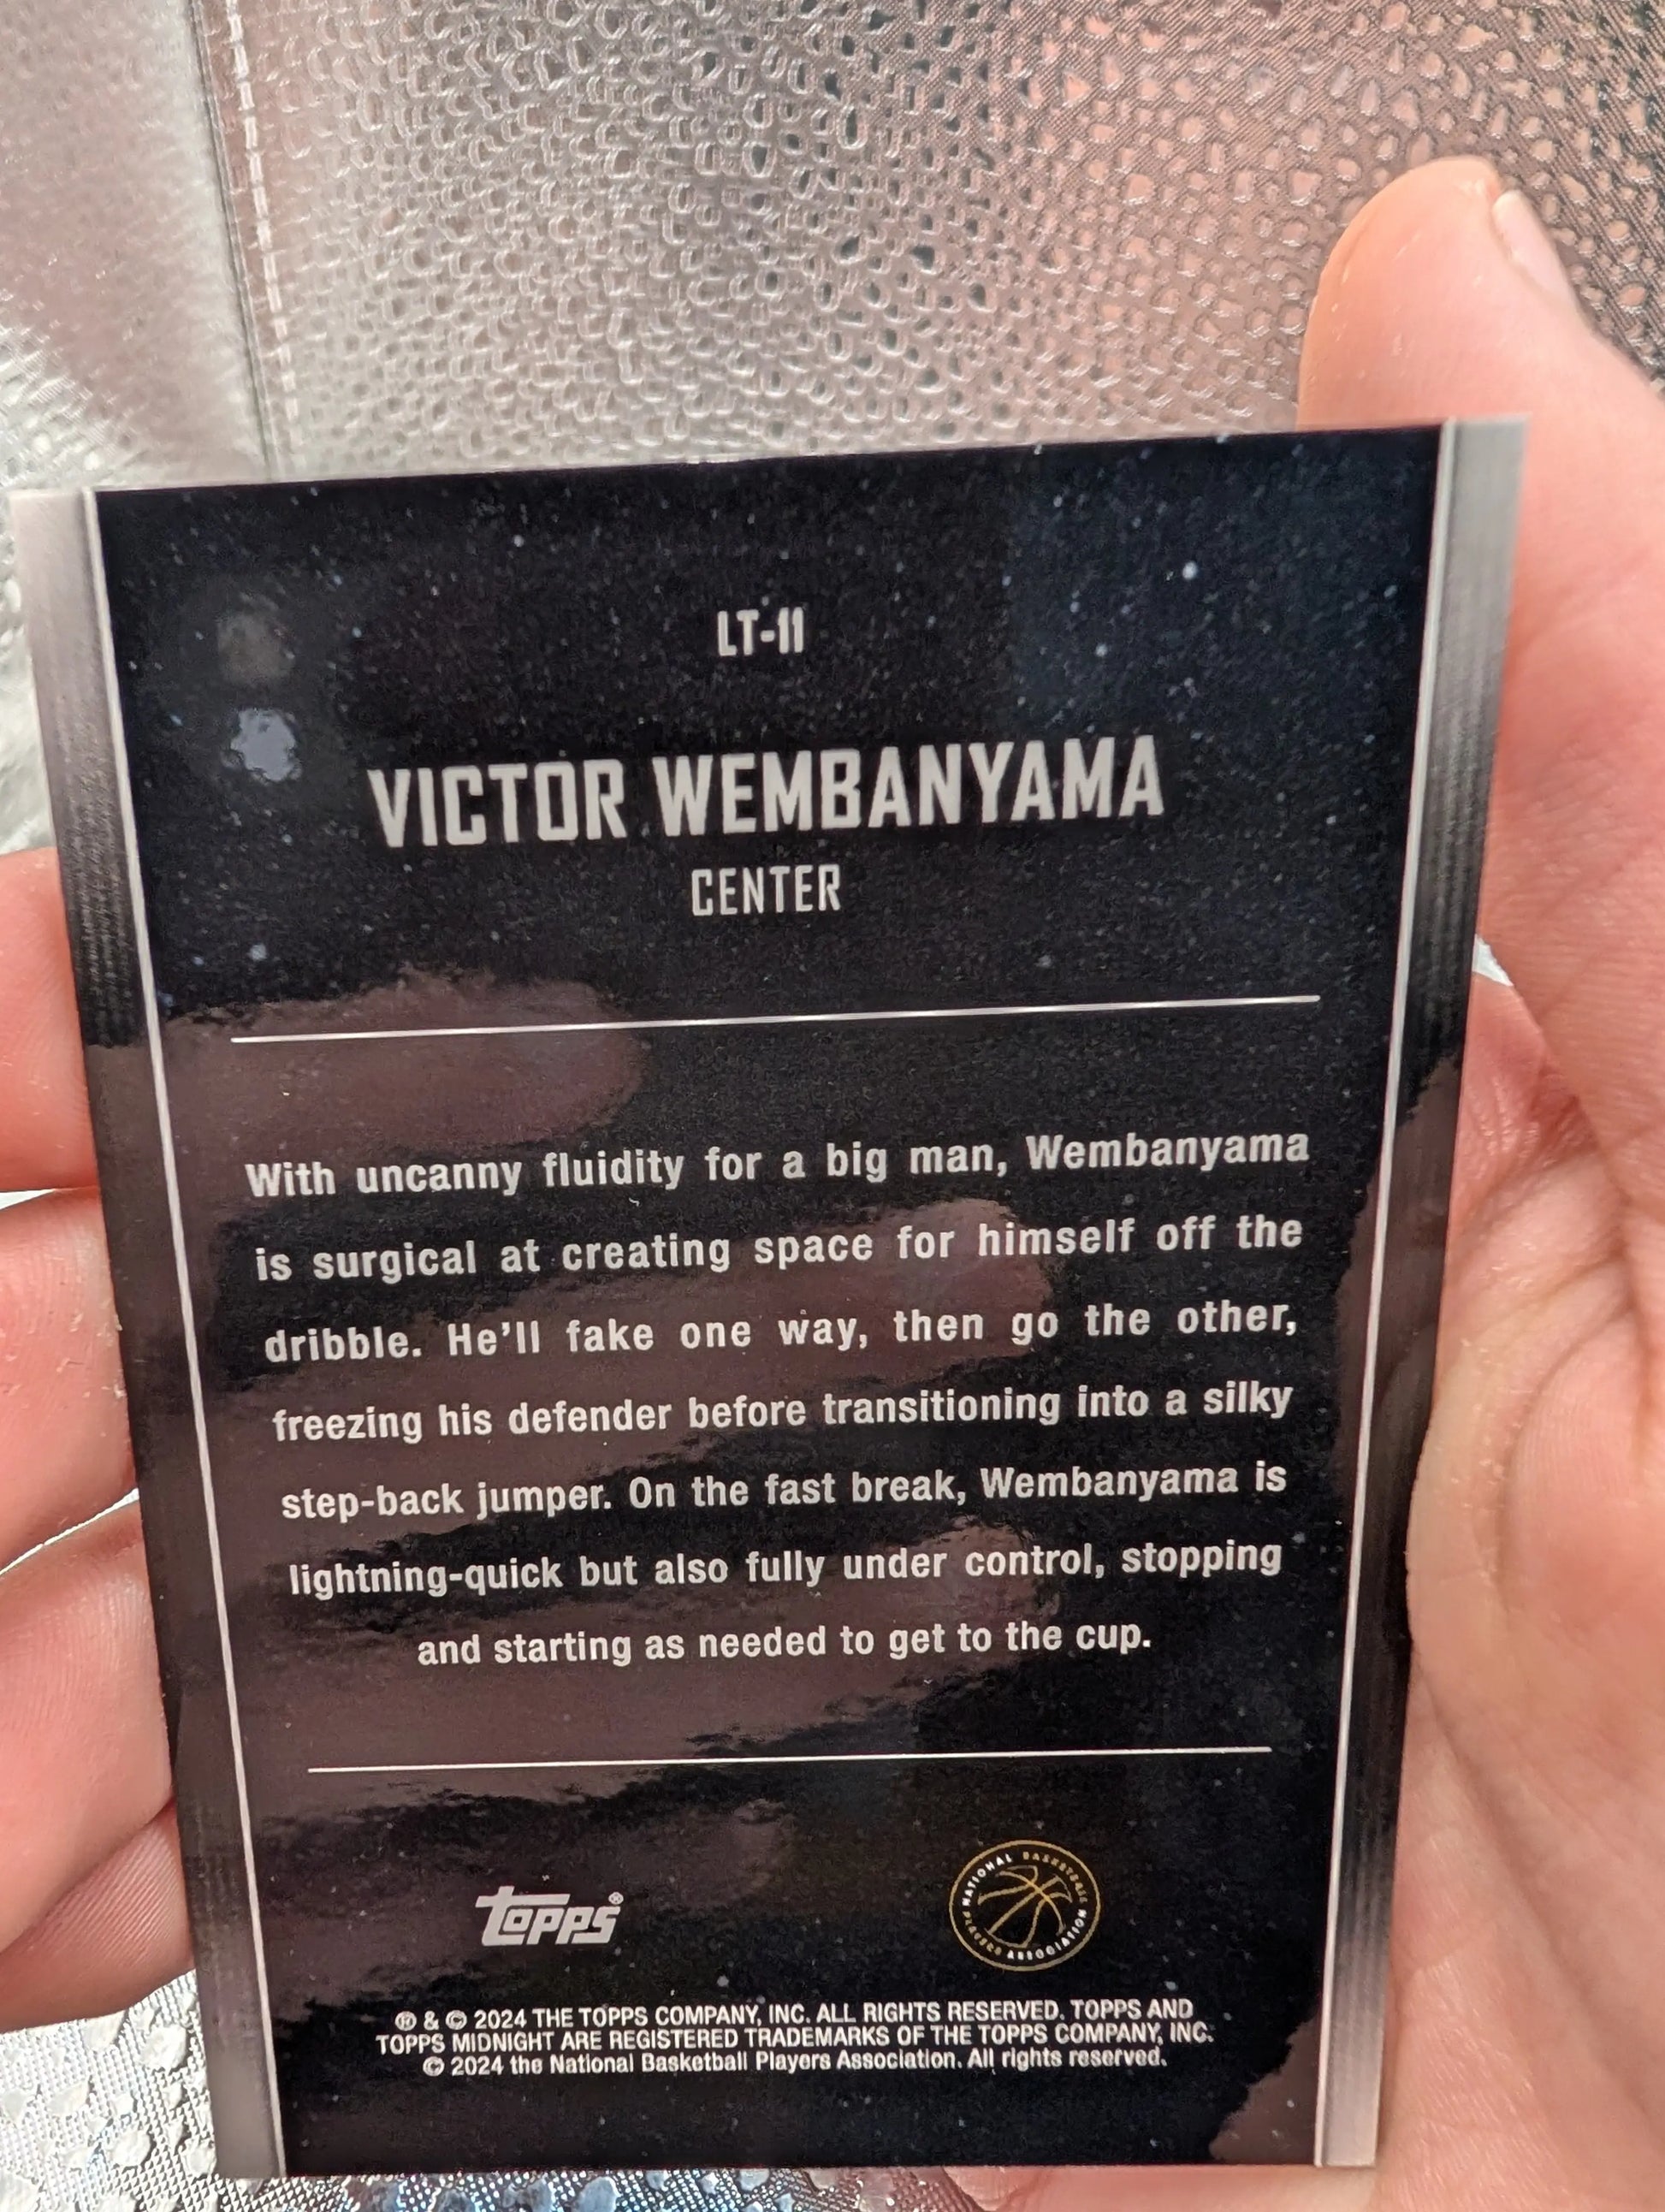 LT-11
VICTOR WEMBANYAMA
CENTER
With uncanny fluidity for a big man, Wembanyama
is surgical at creating space for himself off the
dribble. He'll fake one way, then go the other,
freezing his defender before transitioning into a silky
step-back jumper. On the fast break, Wembanyama is
lightning-quick but also fully under control, stopping
and starting as needed to get to the cup.
topps®
NATIONAL BASKETBALL PLAYERS ASSOCIATION
® & © 2024 THE TOPPS COMPANY, INC. ALL RIGHTS RESERVED. TOPPS AND
TOPPS MIDNIGHT ARE REGISTERED TRADEMARKS OF THE TOPPS COMPANY, INC.
© 2024 the National Basketball Players Association. All rights reserved.